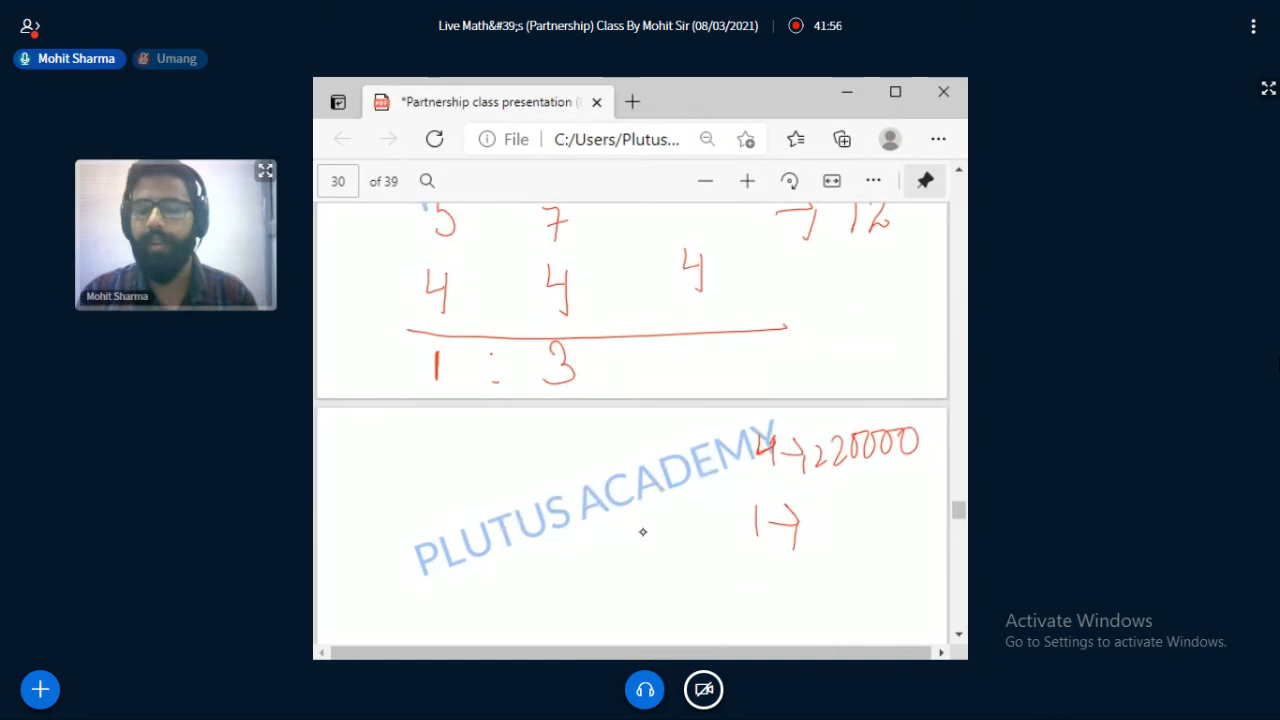 Live Math&#39;s (Partnership) Class By Mohit Sir (08/03/2021)
41:56
Mohit Sharma
Umang
*Partnership class presentation (
File
C:/Users/Plutus...
30
of 39
5 7 → 12
4 4 4
1 : 3
Mohit Sharma
PLUTUS ACADEMY
4 → 220000
1 →
Activate Windows
Go to Settings to activate Windows.